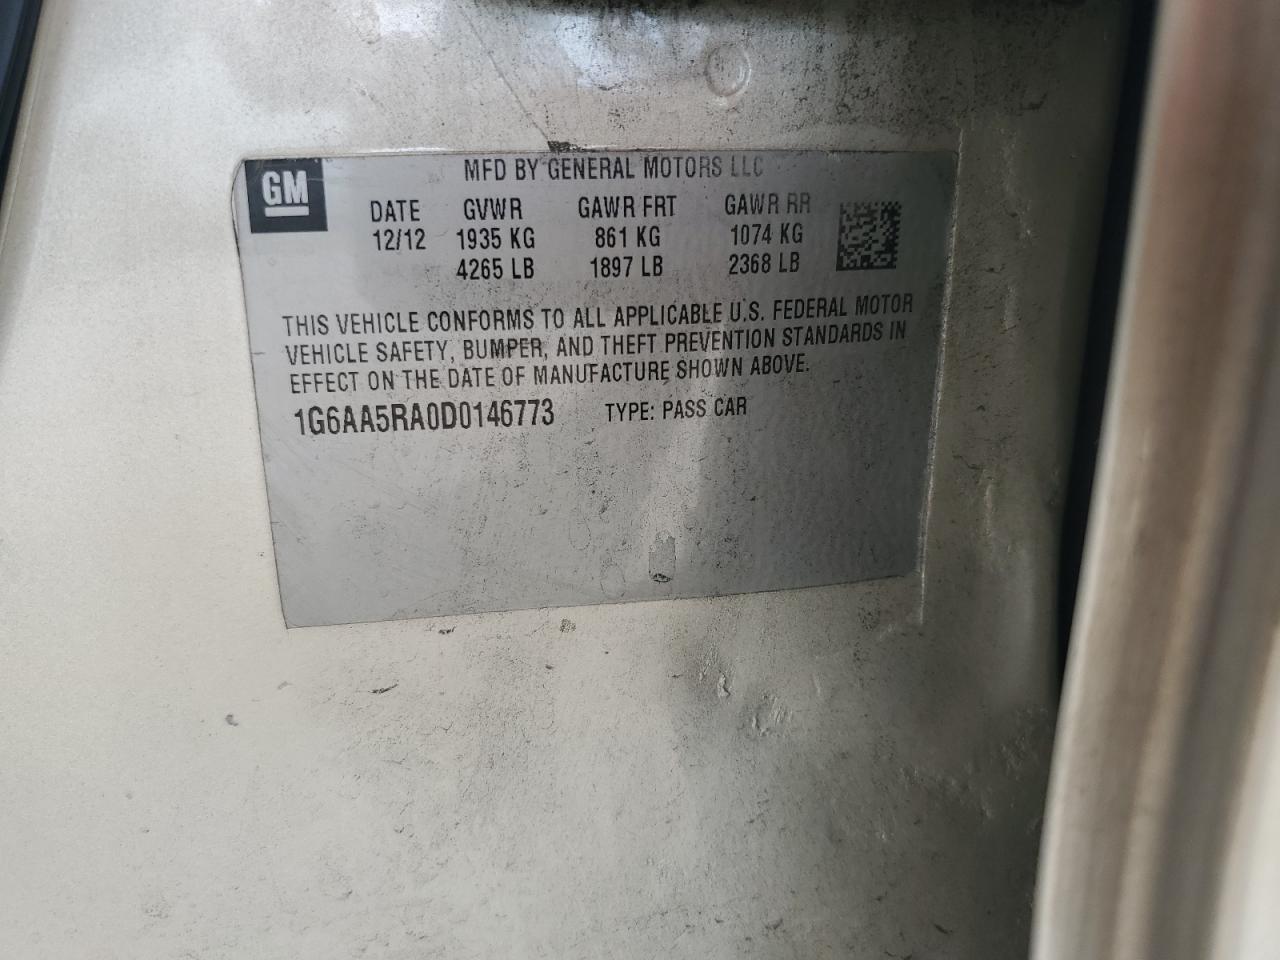 MFD BY GENERAL MOTORS LLC
GM
DATE GVWR GAWR FRT GAWR RR
12/12 1935 KG 861 KG 1074 KG
4265 LB 1897 LB 2368 LB
THIS VEHICLE CONFORMS TO ALL APPLICABLE U.S. FEDERAL MOTOR
VEHICLE SAFETY, BUMPER, AND THEFT PREVENTION STANDARDS IN
EFFECT ON THE DATE OF MANUFACTURE SHOWN ABOVE.
1G6AA5RA0D0146773 TYPE: PASS CAR